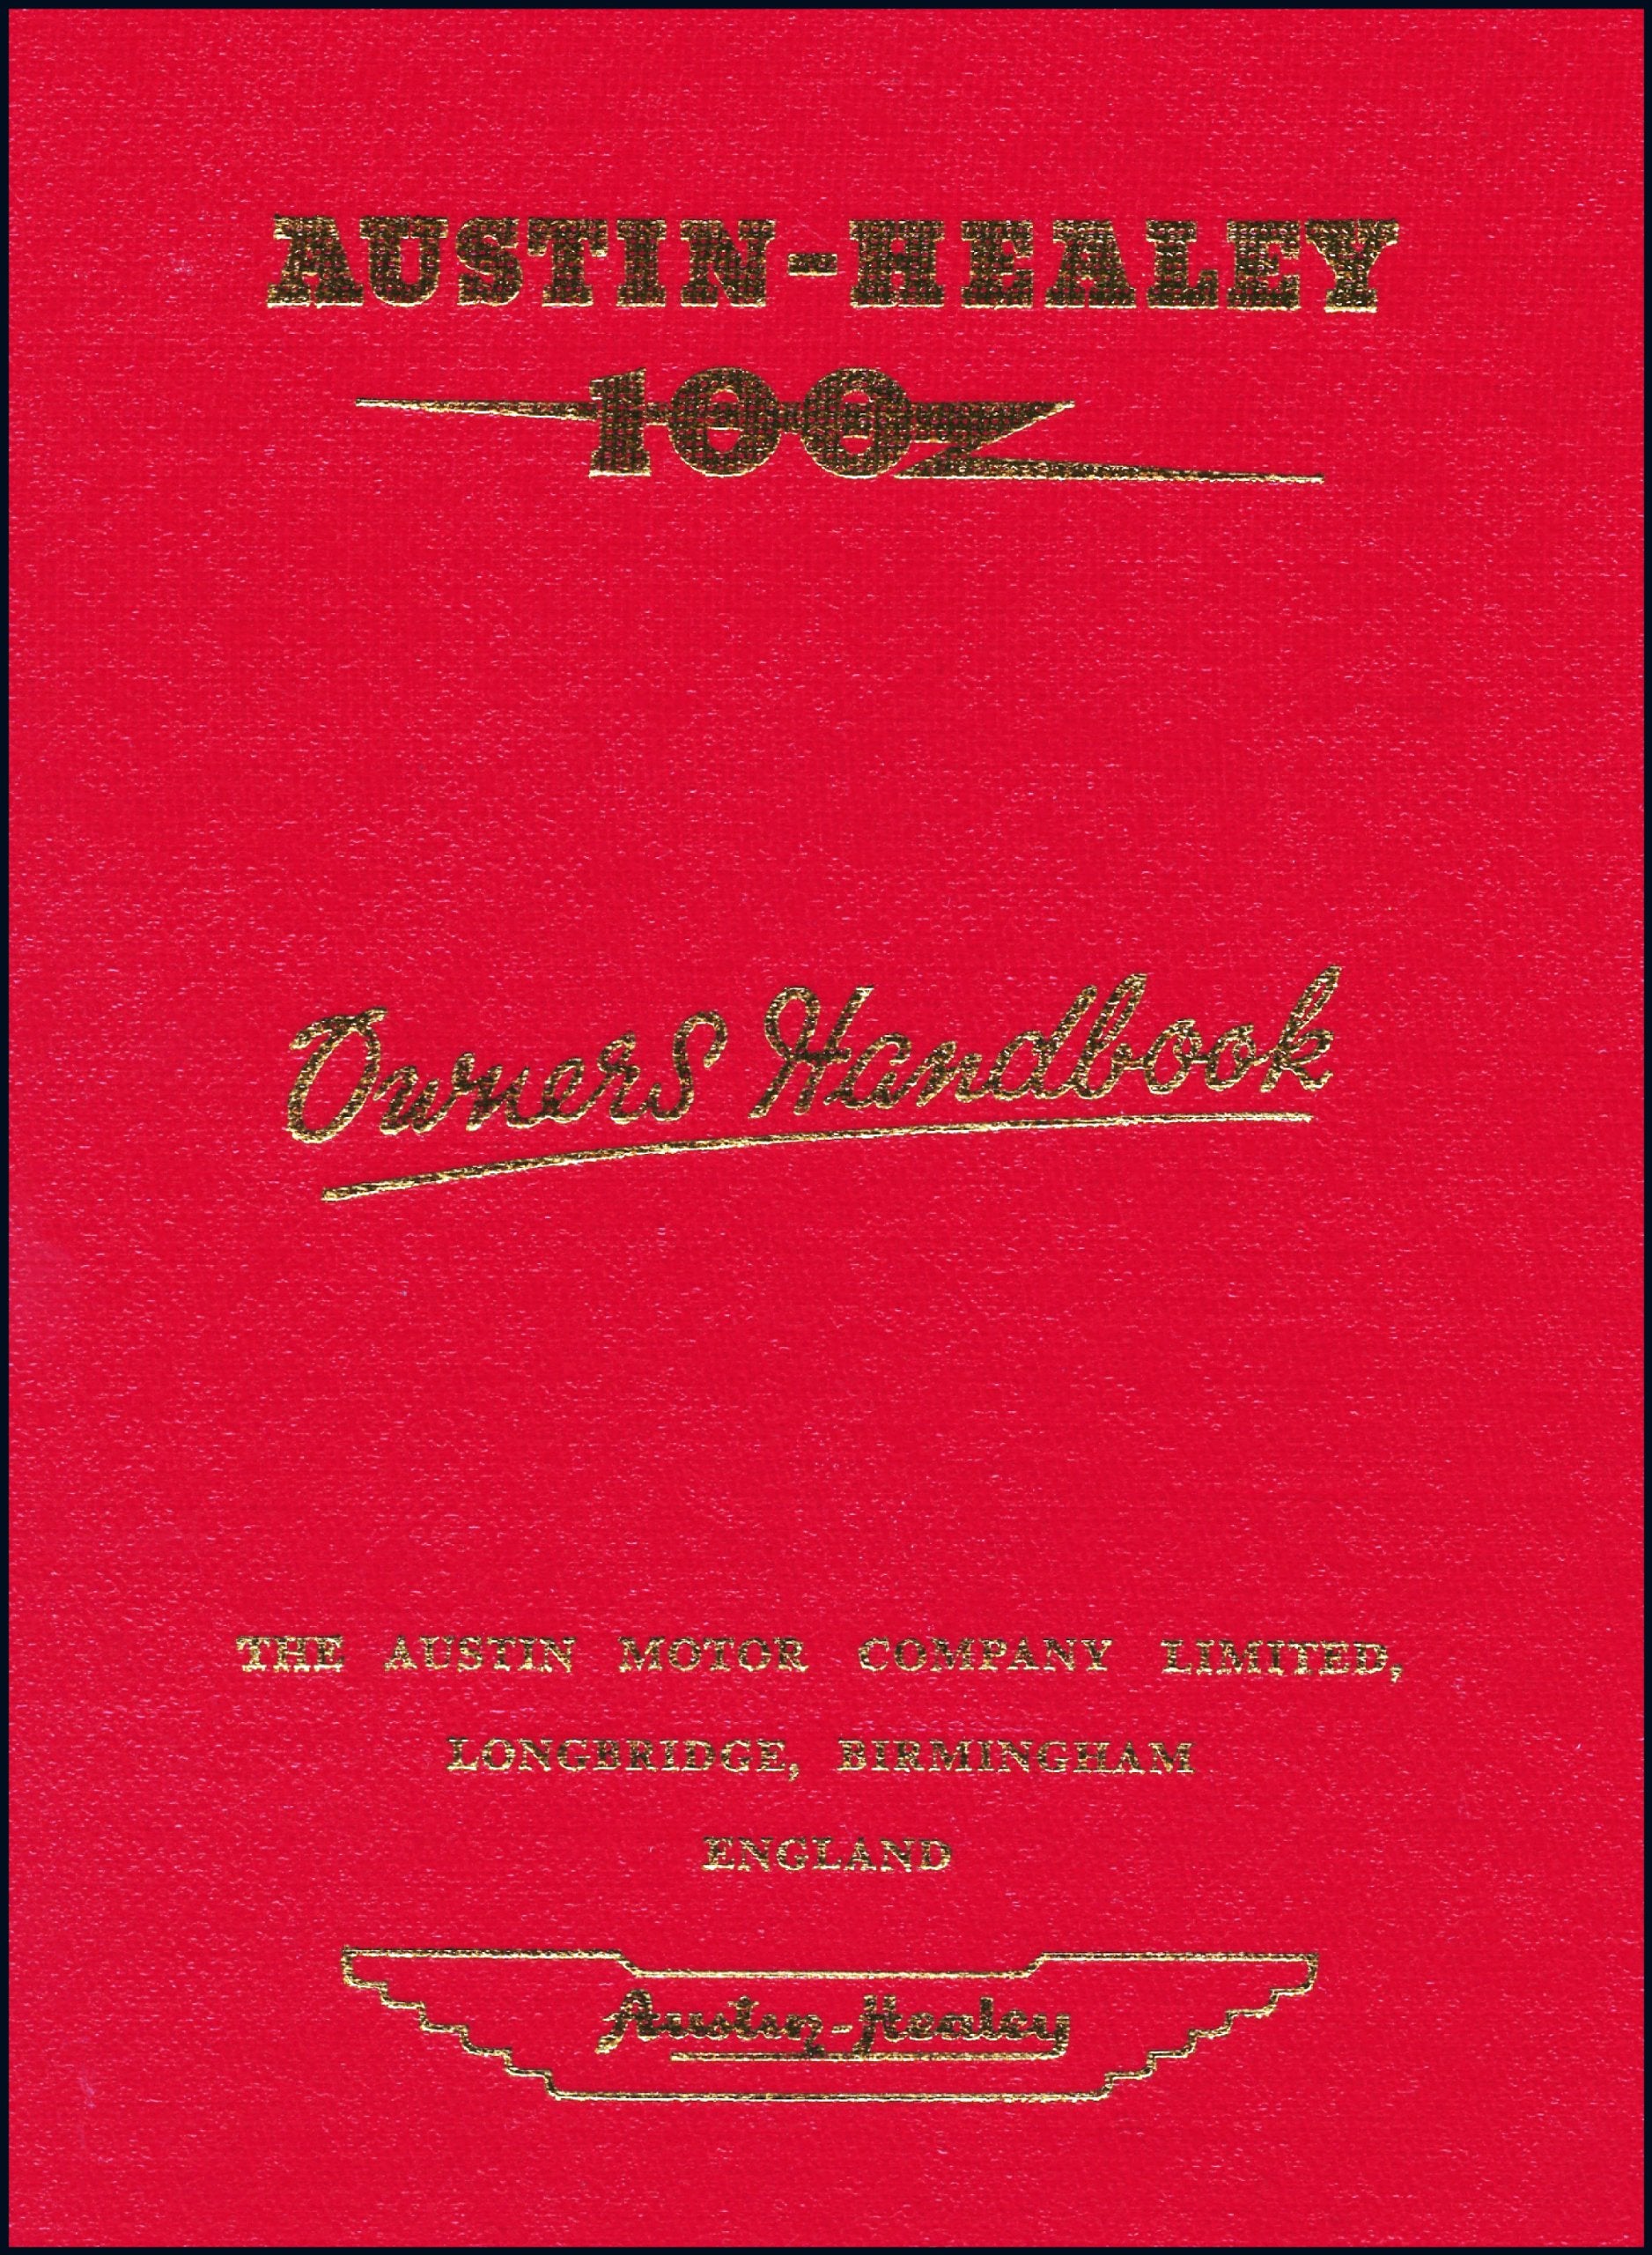 AUSTIN-HEALEY
100
Owners Handbook
THE AUSTIN MOTOR COMPANY LIMITED,
LONGBRIDGE, BIRMINGHAM
ENGLAND
Austin-Healey